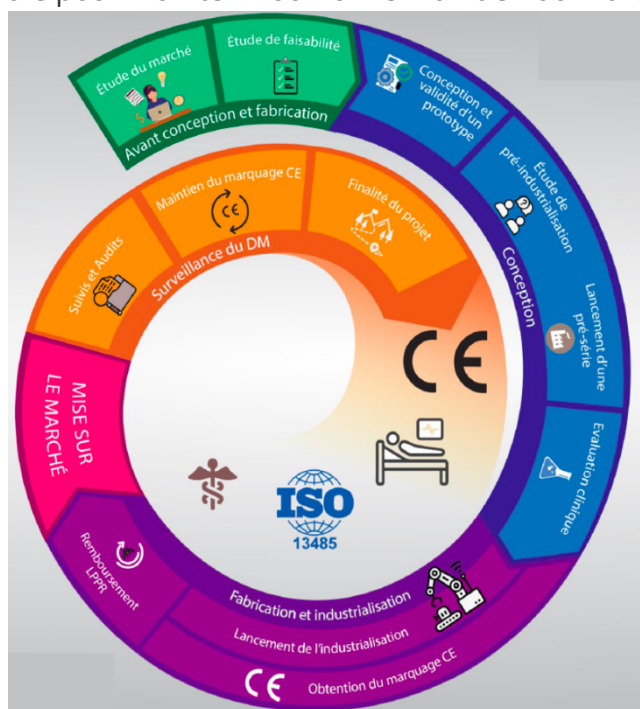 Étude du marché
Étude de faisabilité
Avant conception et fabrication
Conception et
validité d'un
prototype
Étude de
pré-industrialisation
Lancement d'une
pré-série
Evaluation clinique
Conception
Fabrication et industrialisation
Lancement de l'industrialisation
CE Obtention du marquage CE
Remboursement
LPPR
MISE SUR
LE MARCHÉ
Suivis et Audits
Maintien du marquage CE
CE
Finalité du projet
Surveillance du DM
CE
ISO
13485